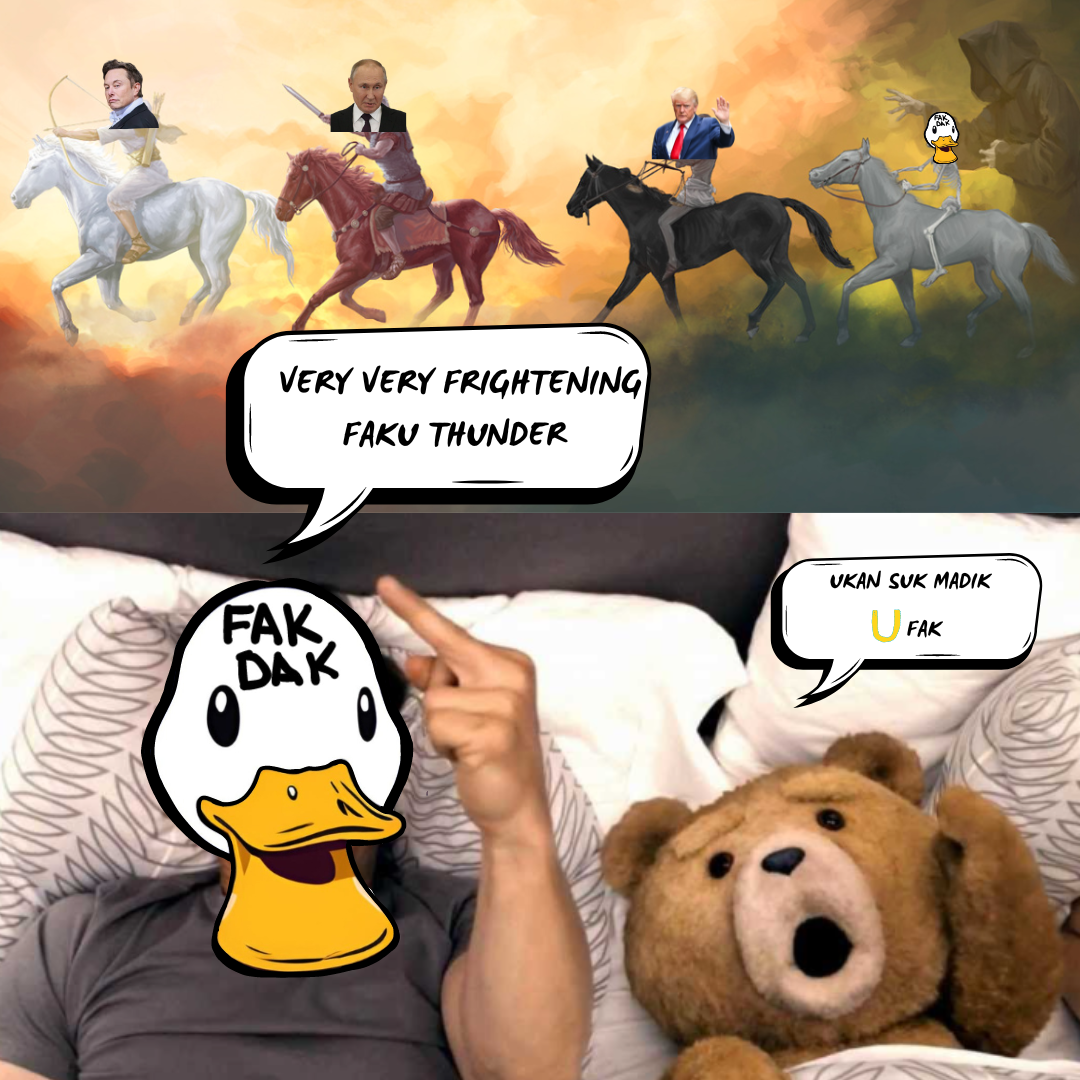 FAK
DAK
VERY VERY FRIGHTENING
FAKU THUNDER
UKAN SUK MADIK
U FAK
FAK
DAK